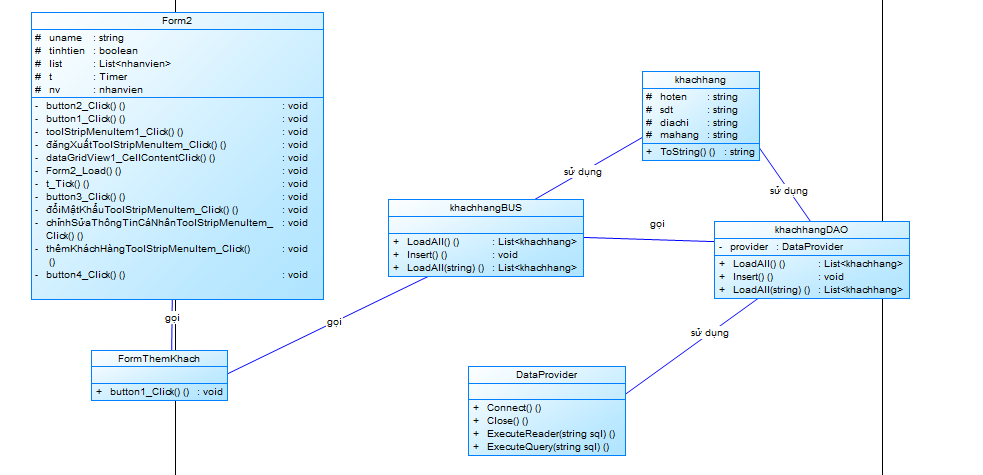 Form2
# uname : string
# tinhtien : boolean
# list : List<nhanvien>
# t : Timer
# nv : nhanvien
- button2_Click() () : void
- button1_Click() () : void
- toolStripMenuItem1_Click() () : void
- đăngXuấtToolStripMenuItem_Click() () : void
- dataGridView1_CellContentClick() () : void
- Form2_Load() () : void
- t_Tick() () : void
- button3_Click() () : void
- đổiMậtKhẩuToolStripMenuItem_Click() () : void
- chỉnhSửaThôngTinCáNhânToolStripMenuItem_ : void
Click() ()
- thêmKháchHàngToolStripMenuItem_Click() : void
()
- button4_Click() () : void
gọi
FormThemKhach
+ button1_Click() () : void
gọi
khachhangBUS
+ LoadAll() () : List<khachhang>
+ Insert() () : void
+ LoadAll(string) () : List<khachhang>
sử dụng
khachhang
# hoten : string
# sdt : string
# diachi : string
# mahang : string
+ ToString() () : string
sử dụng
gọi
khachhangDAO
- provider : DataProvider
+ LoadAll() () : List<khachhang>
+ Insert() () : void
+ LoadAll(string) () : List<khachhang>
sử dụng
DataProvider
+ Connect() ()
+ Close() ()
+ ExecuteReader(string sql) ()
+ ExecuteQuery(string sql) ()